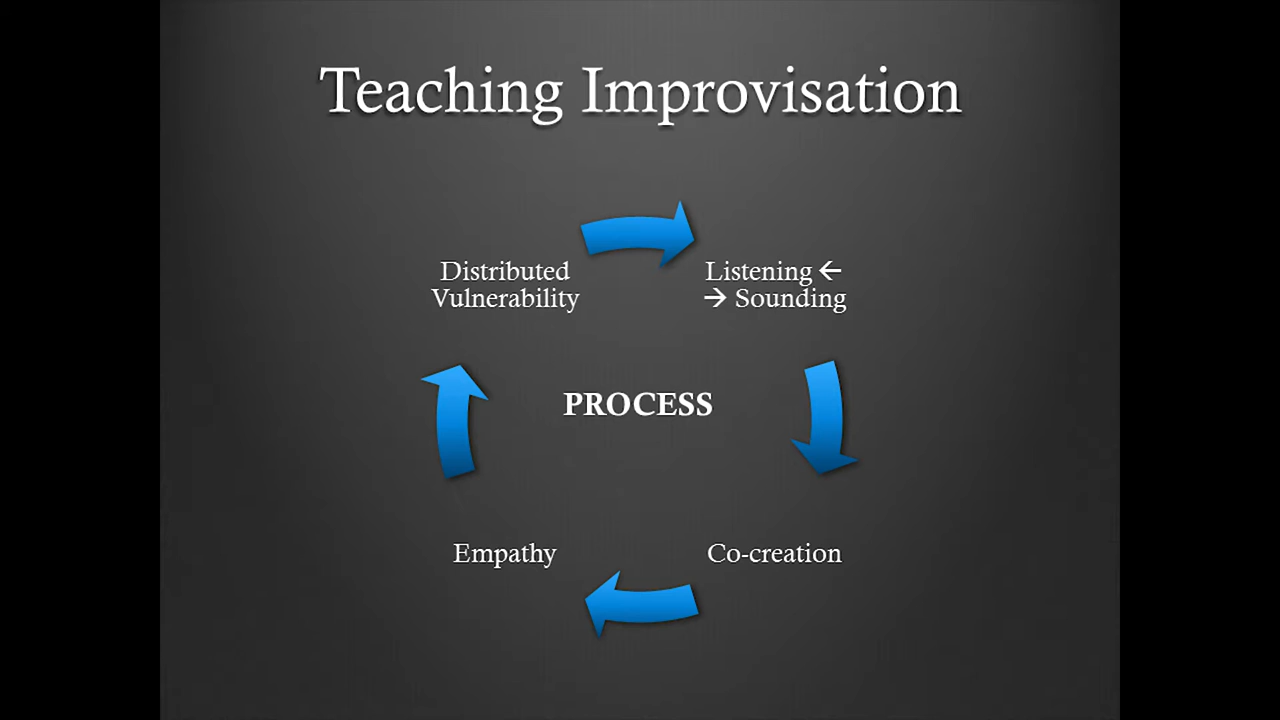 Teaching Improvisation
Distributed
Vulnerability
Listening ←
→ Sounding
PROCESS
Empathy
Co-creation